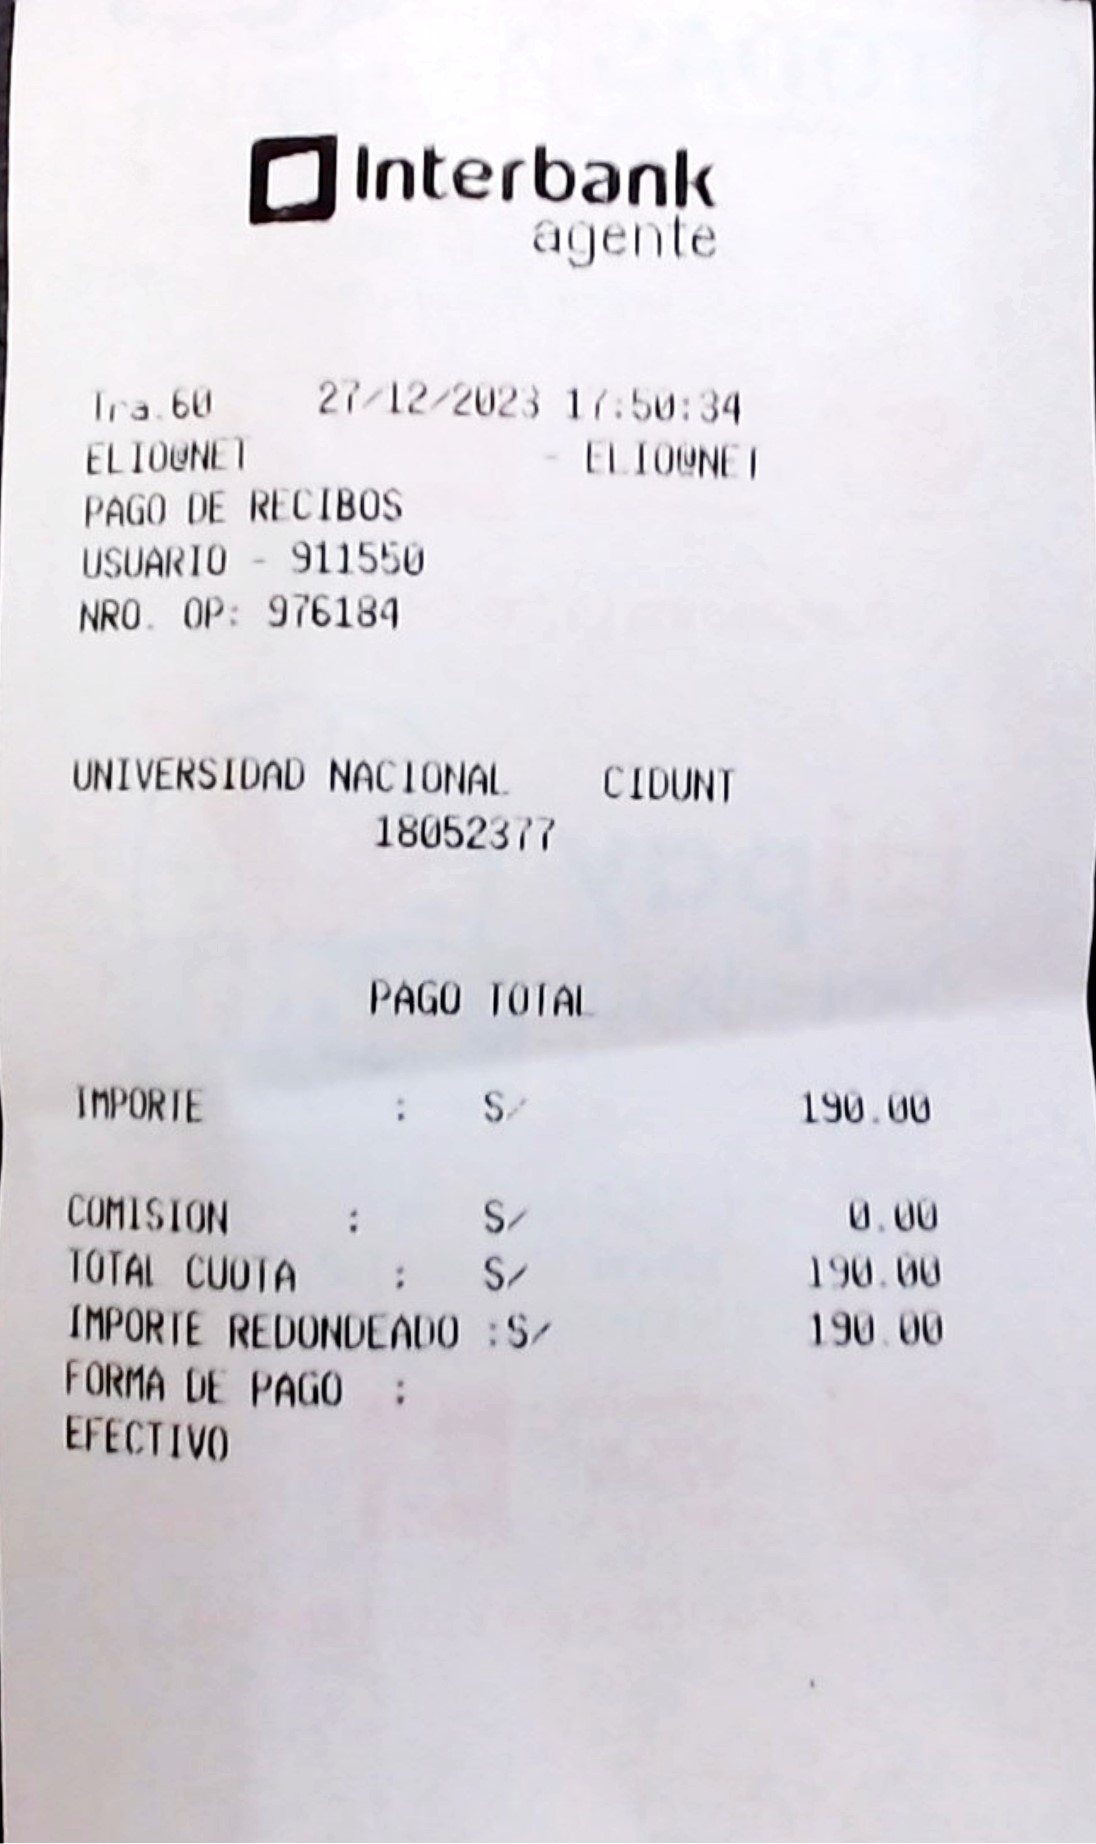 Interbank
agente
Tra.60 27/12/2023 17:50:34
ELIO@NET - ELIO@NET
PAGO DE RECIBOS
USUARIO - 911550
NRO. OP: 976184
UNIVERSIDAD NACIONAL CIDUNT
18052377
PAGO TOTAL
IMPORTE : S/ 190.00
COMISION : S/ 0.00
TOTAL CUOTA : S/ 190.00
IMPORTE REDONDEADO :S/ 190.00
FORMA DE PAGO :
EFECTIVO